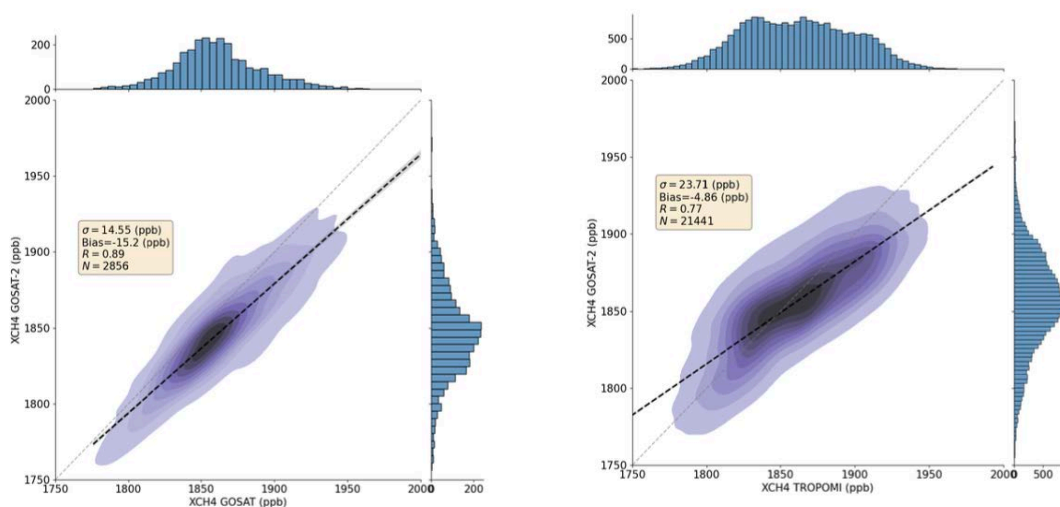 200
0
2000
1950
1900
1850
1800
1750
XCH4 GOSAT-2 (ppb)
σ = 14.55 (ppb)
Bias=-15.2 (ppb)
R = 0.89
N = 2856
1750
1800
1850
1900
1950
2000
0
200
XCH4 GOSAT (ppb)
500
0
2000
1950
1900
1850
1800
1750
XCH4 GOSAT-2 (ppb)
σ = 23.71 (ppb)
Bias=-4.86 (ppb)
R = 0.77
N = 21441
1750
1800
1850
1900
1950
2000
0
500
XCH4 TROPOMI (ppb)